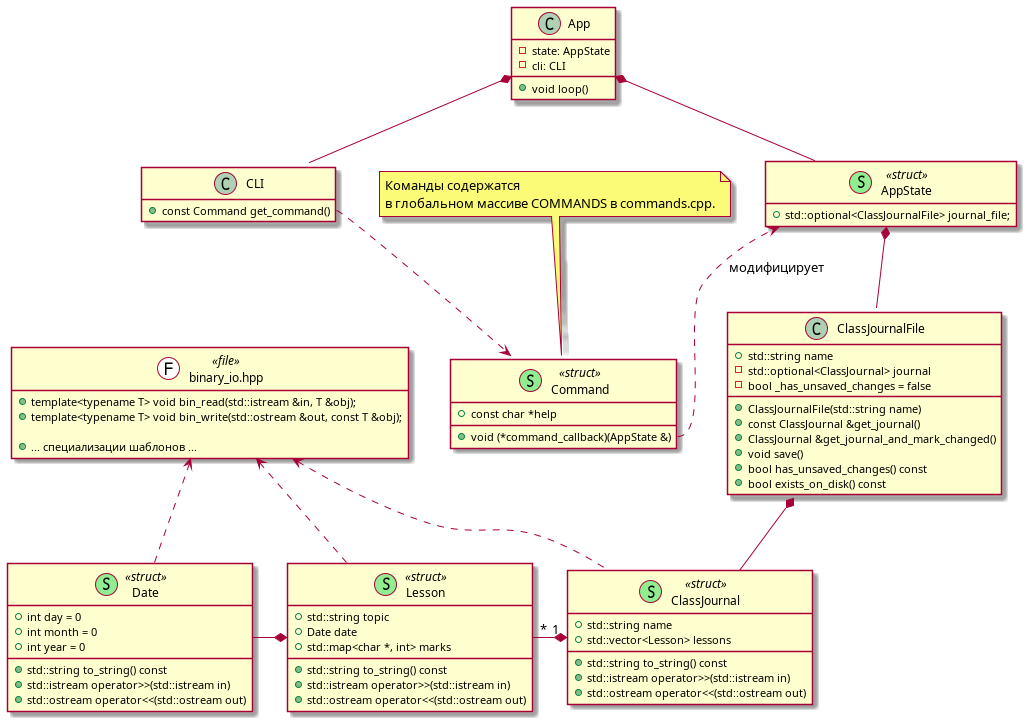 C App
state: AppState
cli: CLI
void loop()
C CLI
const Command get_command()
Команды содержатся
в глобальном массиве COMMANDS в commands.cpp.
S «struct»
AppState
std::optional<ClassJournalFile> journal_file;
модифицирует
F «file»
binary_io.hpp
template<typename T> void bin_read(std::istream &in, T &obj);
template<typename T> void bin_write(std::ostream &out, const T &obj);
... специализации шаблонов ...
S «struct»
Command
const char *help
void (*command_callback)(AppState &)
C ClassJournalFile
std::string name
std::optional<ClassJournal> journal
bool _has_unsaved_changes = false
ClassJournalFile(std::string name)
const ClassJournal &get_journal()
ClassJournal &get_journal_and_mark_changed()
void save()
bool has_unsaved_changes() const
bool exists_on_disk() const
S «struct»
Date
int day = 0
int month = 0
int year = 0
std::string to_string() const
std::istream operator>>(std::istream in)
std::ostream operator<<(std::ostream out)
S «struct»
Lesson
std::string topic
Date date
std::map<char *, int> marks
std::string to_string() const
std::istream operator>>(std::istream in)
std::ostream operator<<(std::ostream out)
* 1
S «struct»
ClassJournal
std::string name
std::vector<Lesson> lessons
std::string to_string() const
std::istream operator>>(std::istream in)
std::ostream operator<<(std::ostream out)